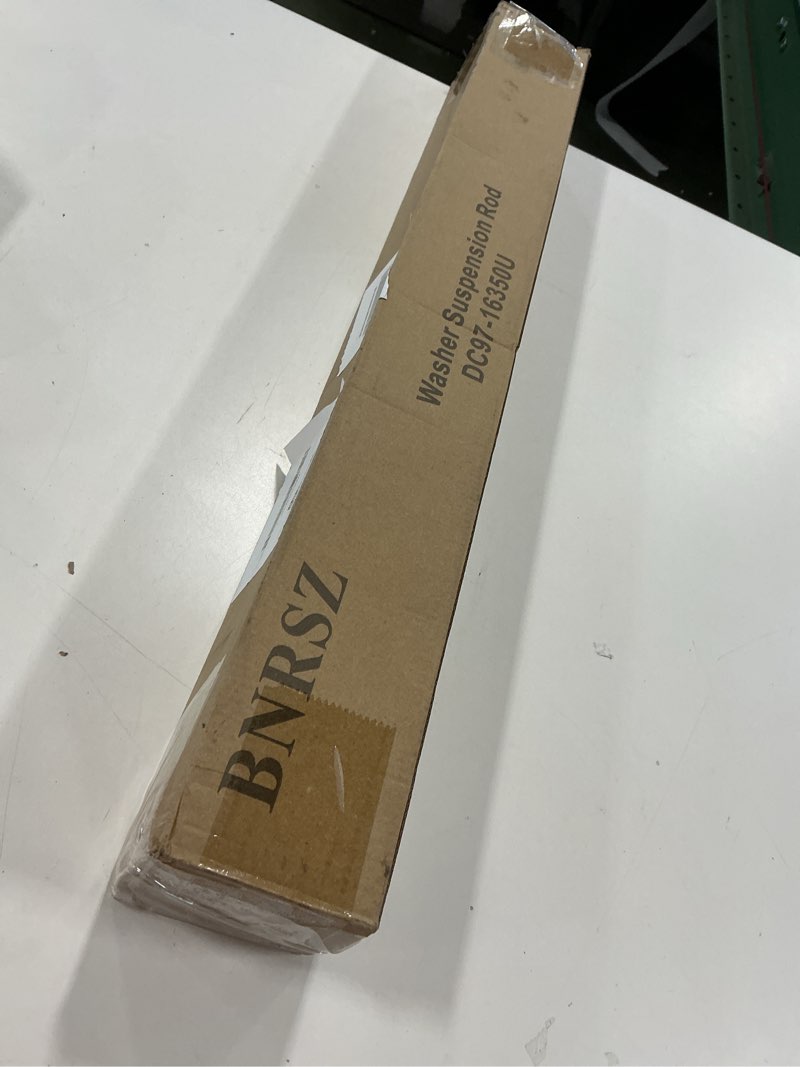 Washer Suspension Rod
DC97-16350U
BNRSZ